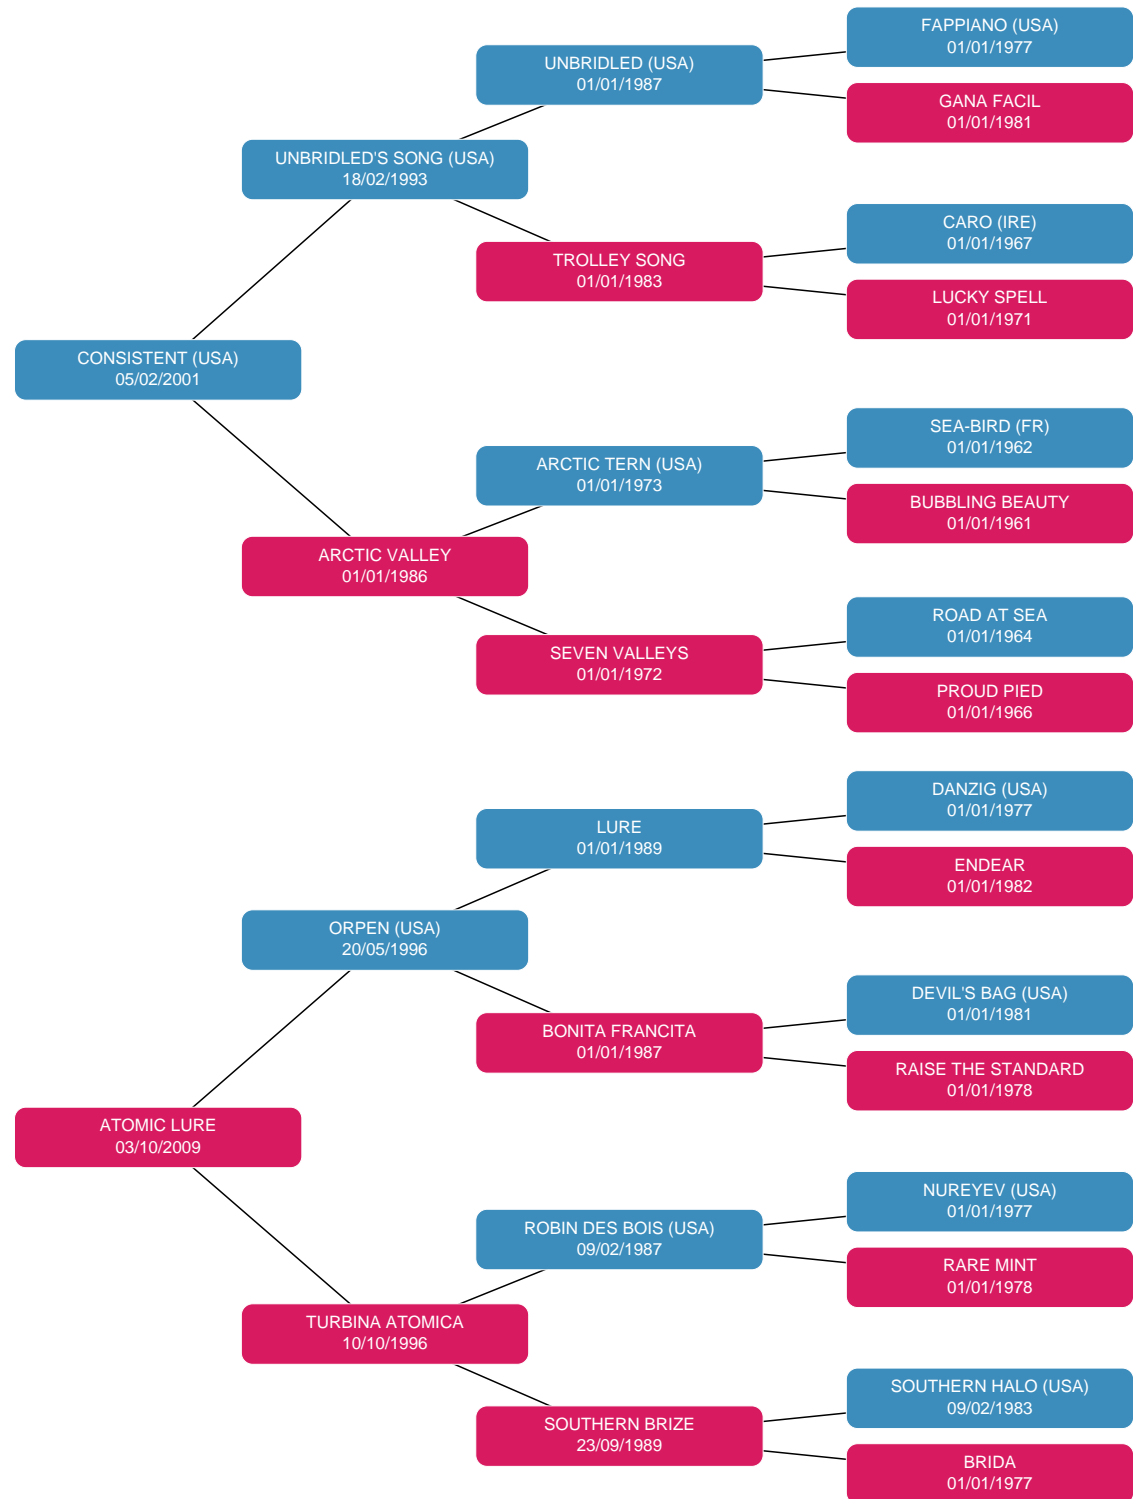 FAPPIANO (USA)
01/01/1977
UNBRIDLED (USA)
01/01/1987
GANA FACIL
01/01/1981
UNBRIDLED'S SONG (USA)
18/02/1993
CARO (IRE)
01/01/1967
TROLLEY SONG
01/01/1983
LUCKY SPELL
01/01/1971
CONSISTENT (USA)
05/02/2001
SEA-BIRD (FR)
01/01/1962
ARCTIC TERN (USA)
01/01/1973
BUBBLING BEAUTY
01/01/1961
ARCTIC VALLEY
01/01/1986
ROAD AT SEA
01/01/1964
SEVEN VALLEYS
01/01/1972
PROUD PIED
01/01/1966
DANZIG (USA)
01/01/1977
LURE
01/01/1989
ENDEAR
01/01/1982
ORPEN (USA)
20/05/1996
DEVIL'S BAG (USA)
01/01/1981
BONITA FRANCITA
01/01/1987
RAISE THE STANDARD
01/01/1978
ATOMIC LURE
03/10/2009
NUREYEV (USA)
01/01/1977
ROBIN DES BOIS (USA)
09/02/1987
RARE MINT
01/01/1978
TURBINA ATOMICA
10/10/1996
SOUTHERN HALO (USA)
09/02/1983
SOUTHERN BRIZE
23/09/1989
BRIDA
01/01/1977